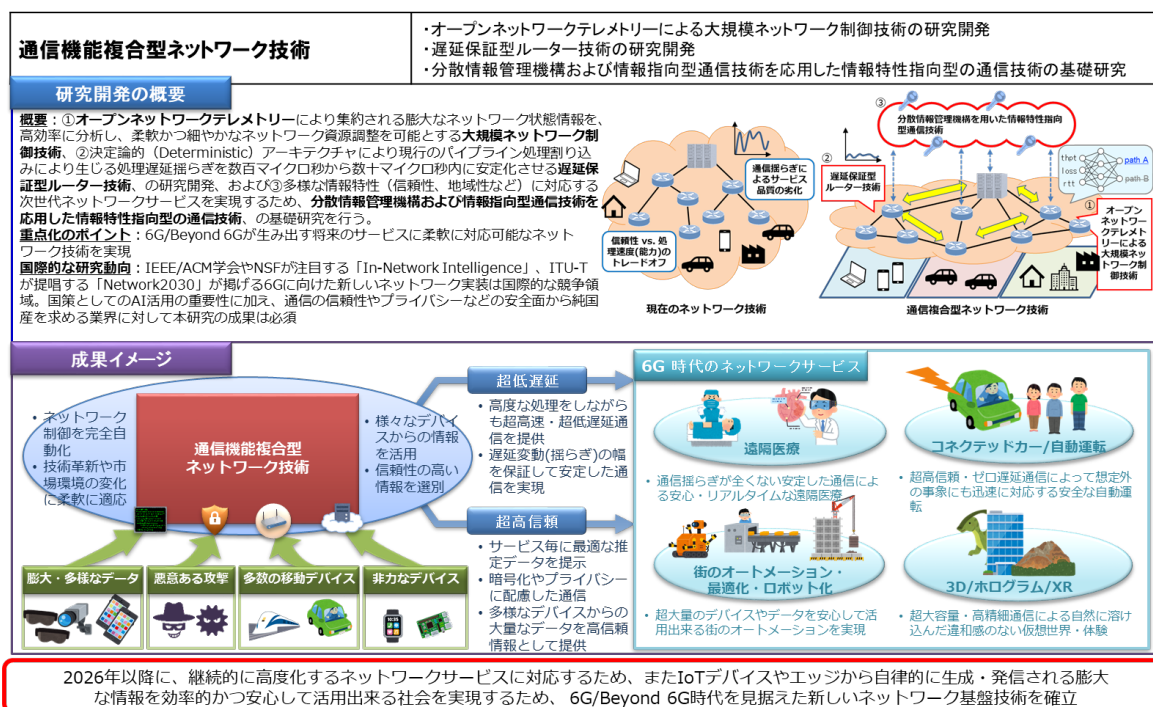 通信機能複合型ネットワーク技術
・オープンネットワークテレメトリーによる大規模ネットワーク制御技術の研究開発
・遅延保証型ルーター技術の研究開発
・分散情報管理機構および情報指向型通信技術を応用した情報特性指向型の通信技術の基礎研究
研究開発の概要
概要：①オープンネットワークテレメトリーにより集約される膨大なネットワーク状態情報を、
高効率に分析し、柔軟かつ細やかなネットワーク資源調整を可能とする大規模ネットワーク制
御技術、②決定論的（Deterministic）アーキテクチャにより現行のパイプライン処理割り込
みにより生じる処理遅延揺らぎを数百マイクロ秒から数十マイクロ秒内に安定化させる遅延保
証型ルーター技術、の研究開発、および③多様な情報特性（信頼性、地域性など）に対応する
次世代ネットワークサービスを実現するため、分散情報管理機構および情報指向型通信技術を
応用した情報特性指向型の通信技術、の基礎研究を行う。
重点化のポイント：6G/Beyond 6Gが生み出す将来のサービスに柔軟に対応可能なネット
ワーク技術を実現
国際的な研究動向：IEEE/ACM学会やNSFが注目する「In-Network Intelligence」、ITU-T
が提唱する「Network2030」が掲げる6Gに向けた新しいネットワーク実装は国際的な競争領
域。国策としてのAI活用の重要性に加え、通信の信頼性やプライバシーなどの安全面から純国
産を求める業界に対して本研究の成果は必須
通信揺らぎに
よるサービス
品質の劣化
信頼性 vs. 処
理速度(能力)の
トレードオフ
現在のネットワーク技術
③
分散情報管理機構を用いた情報特性指向
型通信技術
②
遅延保証型
ルーター技術
thpt
loss
rtt
path A
path-B
①
オープン
ネットワー
クテレメ
トリーによる
大規模ネッ
トワーク制
御技術
通信複合型ネットワーク技術
成果イメージ
・ネットワーク
制御を完全自
動化
・技術革新や市
場環境の変化
に柔軟に適応
通信機能複合型
ネットワーク技術
・様々なデバイ
スからの情報
を活用
・信頼性の高い
情報を選別
膨大・多様なデータ
悪意ある攻撃
多数の移動デバイス
非力なデバイス
超低遅延
・高度な処理をしながら
も超高速・超低遅延通
信を提供
・遅延変動(揺らぎ)の幅
を保証して安定した通
信を実現
超高信頼
・サービス毎に最適な推
定データを提示
・暗号化やプライバシー
に配慮した通信
・多様なデバイスからの
大量なデータを高信頼
情報として提供
6G 時代のネットワークサービス
遠隔医療
・通信揺らぎが全くない安定した通信によ
る安心・リアルタイムな遠隔医療
コネクテッドカー/自動運転
・超高信頼・ゼロ遅延通信によって想定外
の事象にも迅速に対応する安全な自動運
転
街のオートメーション・
最適化・ロボット化
・超大量のデバイスやデータを安心して活
用出来る街のオートメーションを実現
3D/ホログラム/XR
・超大容量・高精細通信による自然に溶け
込んだ違和感のない仮想世界・体験
2026年以降に、継続的に高度化するネットワークサービスに対応するため、またIoTデバイスやエッジから自律的に生成・発信される膨大
な情報を効率的かつ安心して活用出来る社会を実現するため、 6G/Beyond 6G時代を見据えた新しいネットワーク基盤技術を確立